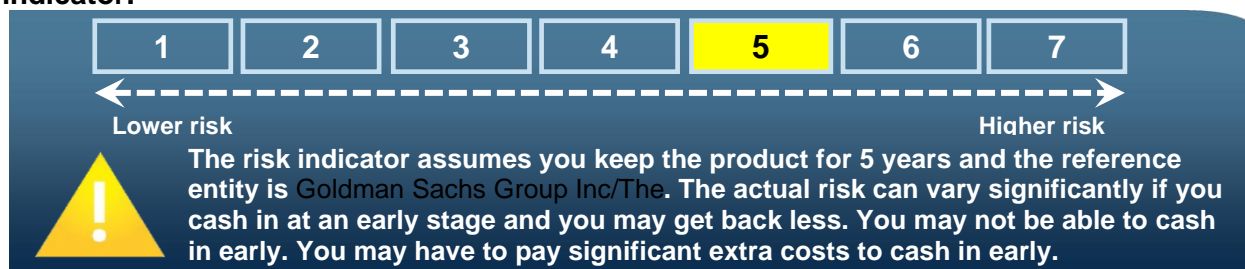 indicator:
1 2 3 4 5 6 7
Lower risk Higher risk
The risk indicator assumes you keep the product for 5 years and the reference
entity is Goldman Sachs Group Inc/The. The actual risk can vary significantly if you
cash in at an early stage and you may get back less. You may not be able to cash
in early. You may have to pay significant extra costs to cash in early.